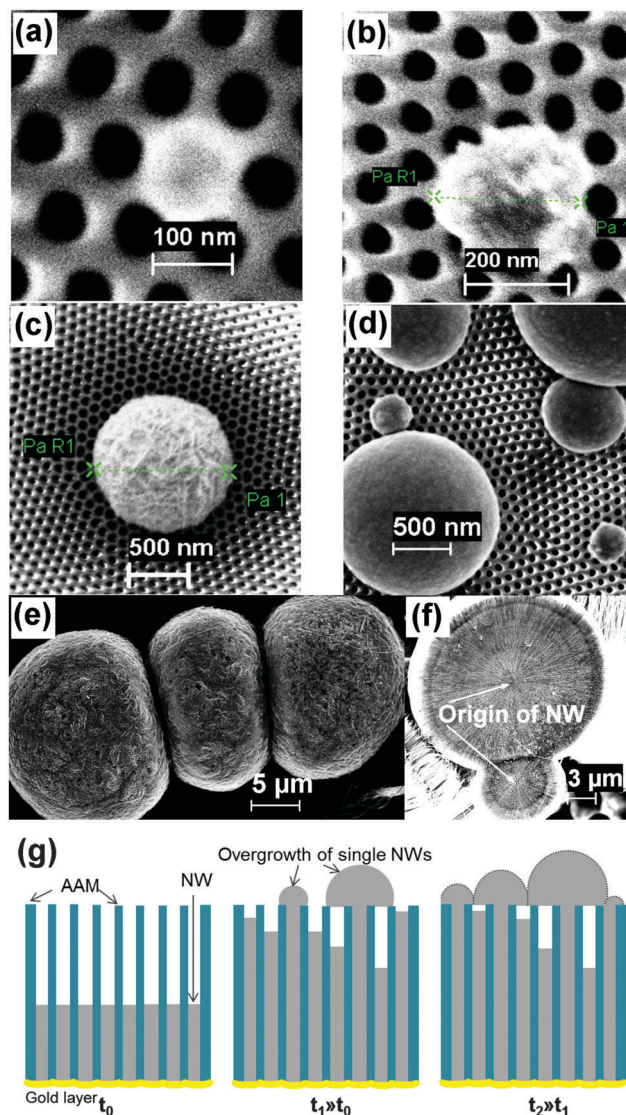 (a)
100 nm
(b)
Pa R1
Pa 1
200 nm
(c)
Pa R1
Pa 1
500 nm
(d)
500 nm
(e)
5 µm
(f)
Origin of NW
3 µm
(g)
AAM
NW
Overgrowth of single NWs
Gold layer
t₀
t₁»t₀
t₂»t₁